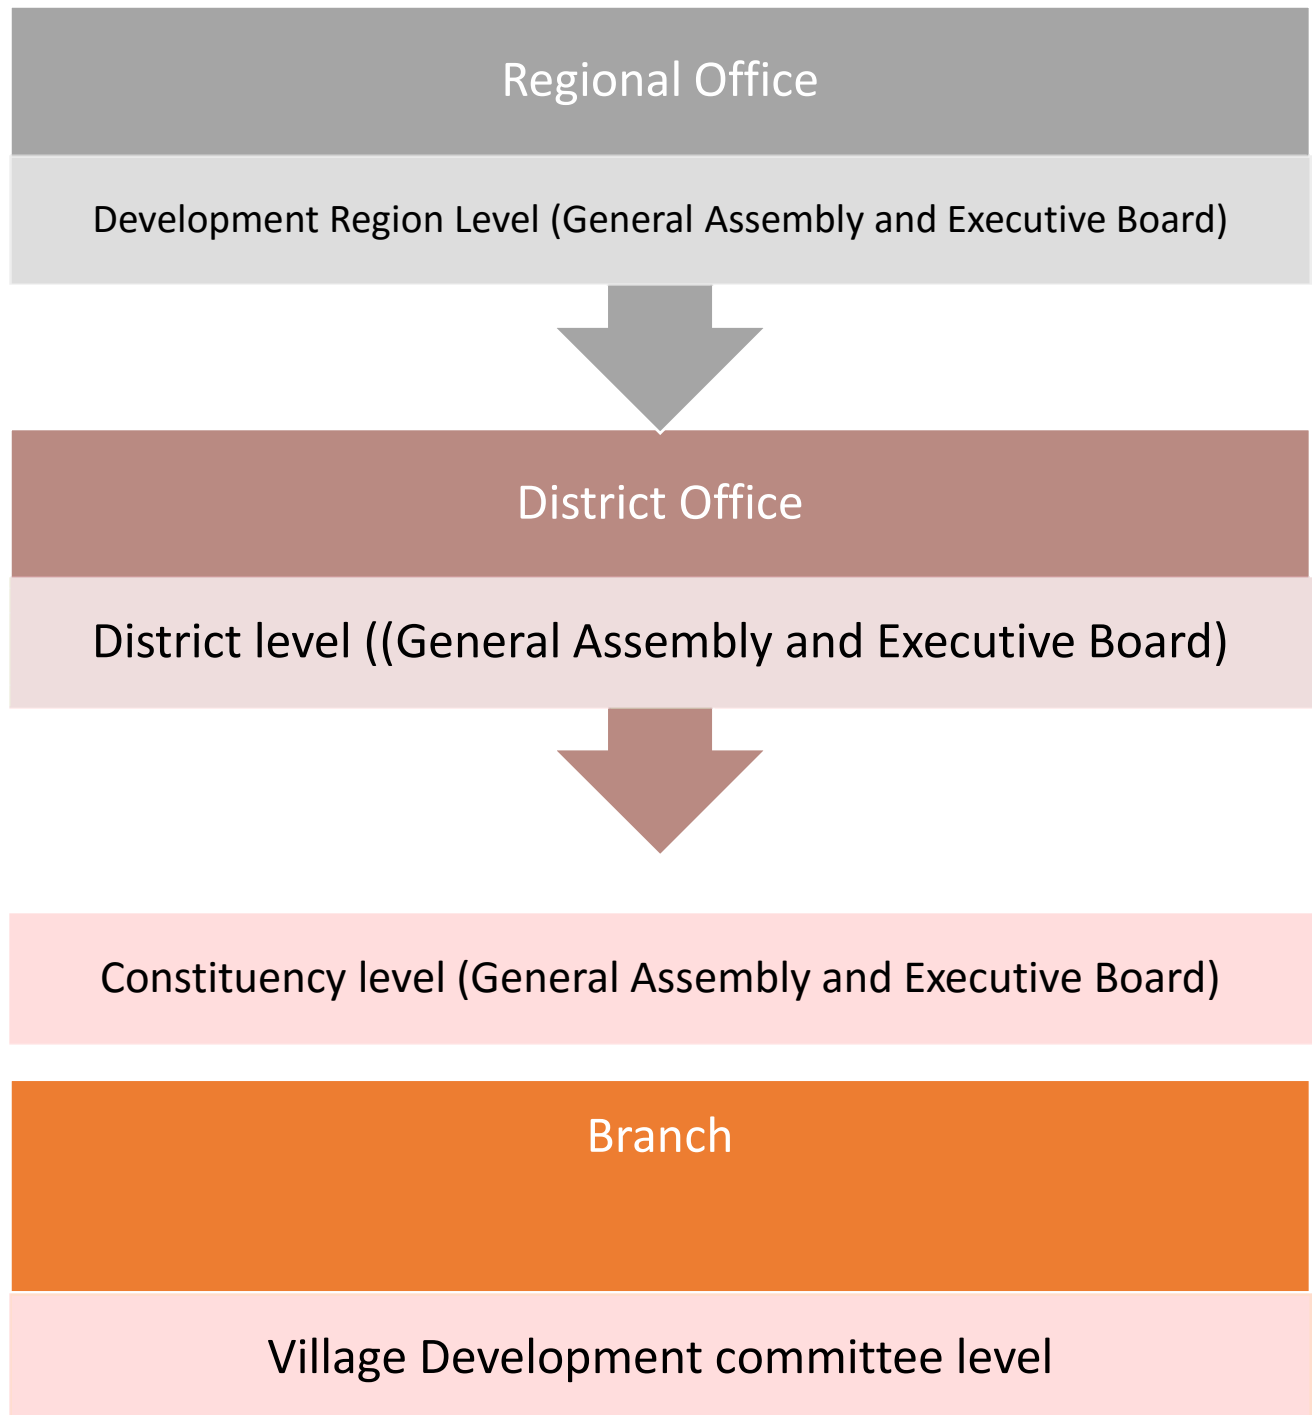 Regional Office
Development Region Level (General Assembly and Executive Board)
District Office
District level ((General Assembly and Executive Board)
Constituency level (General Assembly and Executive Board)
Branch
Village Development committee level